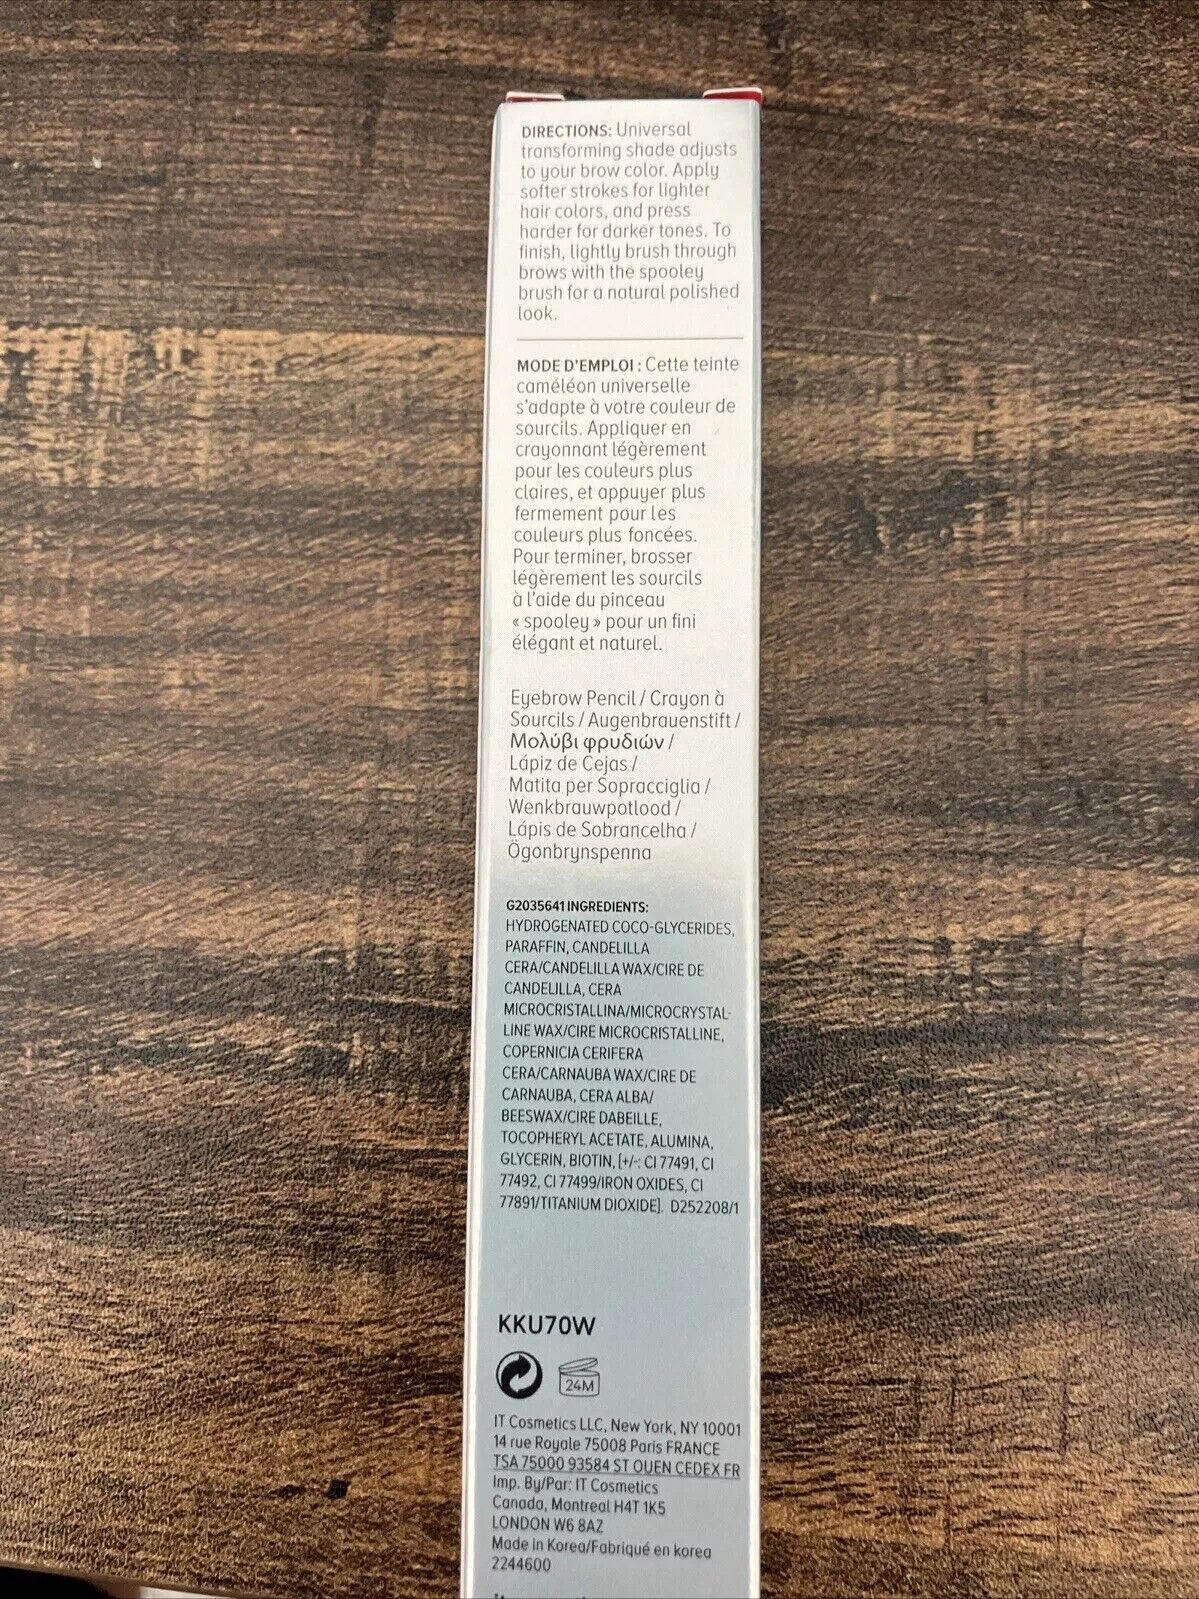 DIRECTIONS: Universal
transforming shade adjusts
to your brow color. Apply
softer strokes for lighter
hair colors, and press
harder for darker tones. To
finish, lightly brush through
brows with the spooley
brush for a natural polished
look.
MODE D'EMPLOI : Cette teinte
caméléon universelle
s'adapte à votre couleur de
sourcils. Appliquer en
crayonnant légèrement
pour les couleurs plus
claires, et appuyer plus
fermement pour les
couleurs plus foncées.
Pour terminer, brosser
légèrement les sourcils
à l'aide du pinceau
« spooley » pour un fini
élégant et naturel.
Eyebrow Pencil / Crayon à
Sourcils / Augenbrauenstift /
Μολύβι φρυδιών /
Lápiz de Cejas /
Matita per Sopracciglia /
Wenkbrauwpotlood /
Lápis de Sobrancelha /
Ögonbrynspenna
G2035641 INGREDIENTS:
HYDROGENATED COCO-GLYCERIDES,
PARAFFIN, CANDELILLA
CERA/CANDELILLA WAX/CIRE DE
CANDELILLA, CERA
MICROCRISTALLINA/MICROCRYSTAL-
LINE WAX/CIRE MICROCRISTALLINE,
COPERNICIA CERIFERA
CERA/CARNAUBA WAX/CIRE DE
CARNAUBA, CERA ALBA/
BEESWAX/CIRE DABEILLE,
TOCOPHERYL ACETATE, ALUMINA,
GLYCERIN, BIOTIN, [+/-: CI 77491, CI
77492, CI 77499/IRON OXIDES, CI
77891/TITANIUM DIOXIDE]. D252208/1
KKU70W
24M
IT Cosmetics LLC, New York, NY 10001
14 rue Royale 75008 Paris FRANCE
TSA 75000 93584 ST OUEN CEDEX FR
Imp. By/Par: IT Cosmetics
Canada, Montreal H4T 1K5
LONDON W6 8AZ
Made in Korea/Fabriqué en korea
2244600